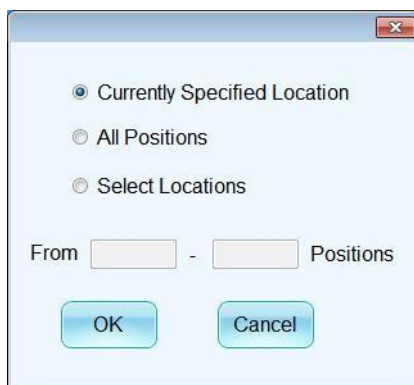 Currently Specified Location
All Positions
Select Locations
From - Positions
OK Cancel